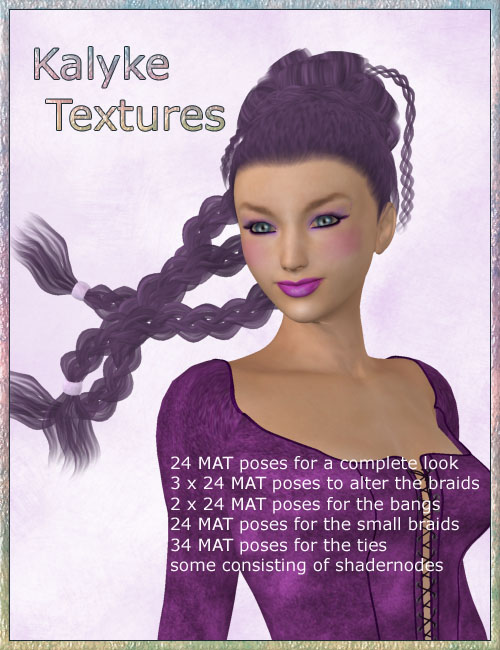 Kalyke
Textures
24 MAT poses for a complete look
3 x 24 MAT poses to alter the braids
2 x 24 MAT poses for the bangs
24 MAT poses for the small braids
34 MAT poses for the ties
some consisting of shadernodes